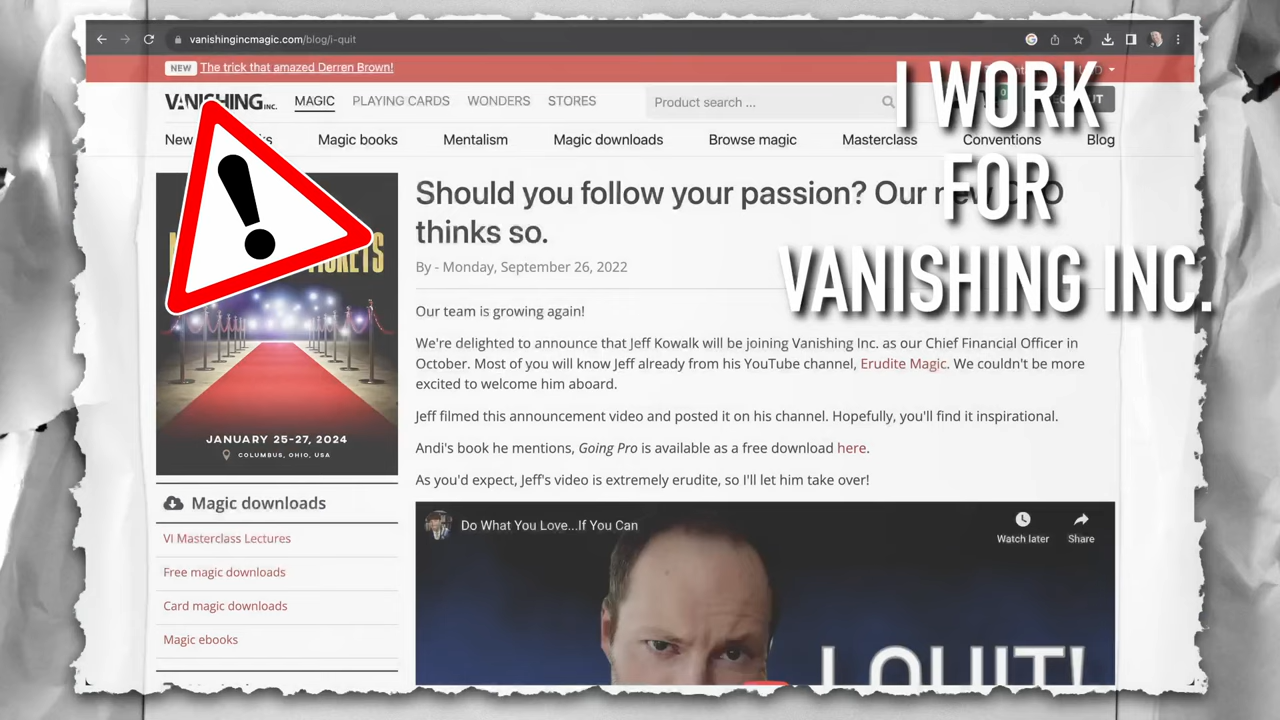 vanishingincmagic.com/blog/i-quit
NEW The trick that amazed Derren Brown!
VANISHING INC.
MAGIC PLAYING CARDS WONDERS STORES
Product search ...
0
I WORK
FOR
VANISHING INC.
New Magic books Mentalism Magic downloads Browse magic Masterclass Conventions Blog
Should you follow your passion? Our new CFO
thinks so.
By - Monday, September 26, 2022
Our team is growing again!
We're delighted to announce that Jeff Kowalk will be joining Vanishing Inc. as our Chief Financial Officer in
October. Most of you will know Jeff already from his YouTube channel, Erudite Magic. We couldn't be more
excited to welcome him aboard.
Jeff filmed this announcement video and posted it on his channel. Hopefully, you'll find it inspirational.
Andi's book he mentions, Going Pro is available as a free download here.
As you'd expect, Jeff's video is extremely erudite, so I'll let him take over!
JANUARY 25-27, 2024
COLUMBUS, OHIO, USA
Magic downloads
VI Masterclass Lectures
Free magic downloads
Card magic downloads
Magic ebooks
Do What You Love...If You Can
Watch later Share
I QUIT!